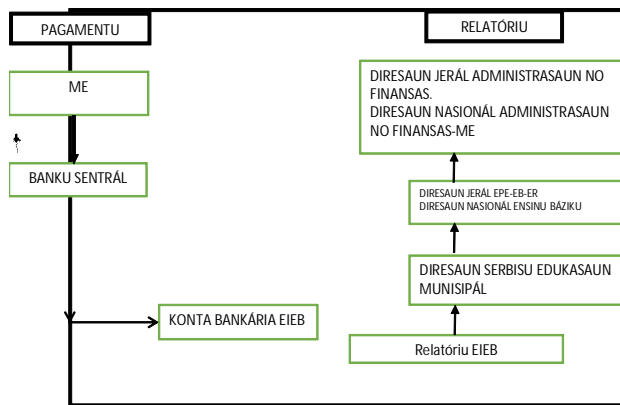 PAGAMENTU
ME
BANKU SENTRÁL
KONTA BANKÁRIA EIEB
RELATÓRIU
DIRESAUN JERÁL ADMINISTRASAUN NO
FINANSAS.
DIRESAUN NASIONÁL ADMINISTRASAUN
NO FINANSAS-ME
DIRESAUN JERÁL EPE-EB-ER
DIRESAUN NASIONÁL ENSINU BÁZIKU
DIRESAUN SERBISU EDUKASAUN
MUNISIPÁL
Relatóriu EIEB